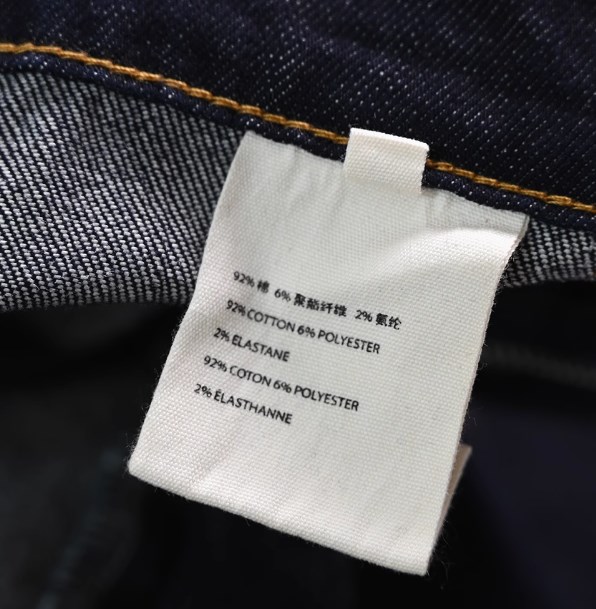 92% 棉 6% 聚酯纤维 2% 氨纶
92% COTTON 6% POLYESTER
2% ELASTANE
92% COTON 6% POLYESTER
2% ÉLASTHANNE